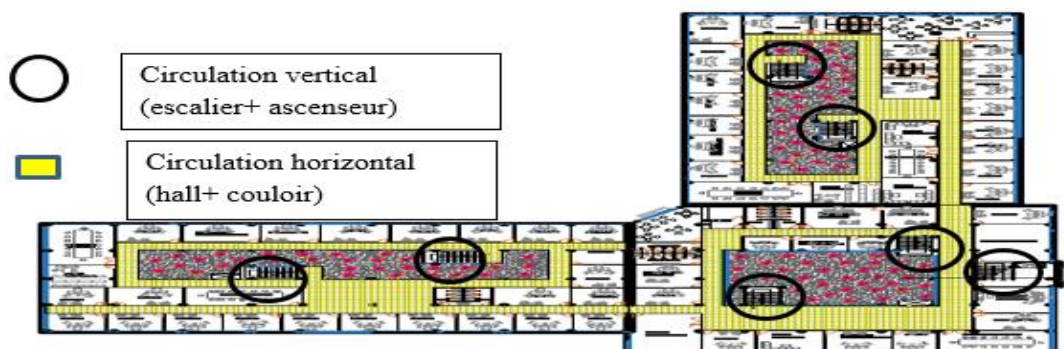 Circulation vertical
(escalier+ ascenseur)
Circulation horizontal
(hall+ couloir)